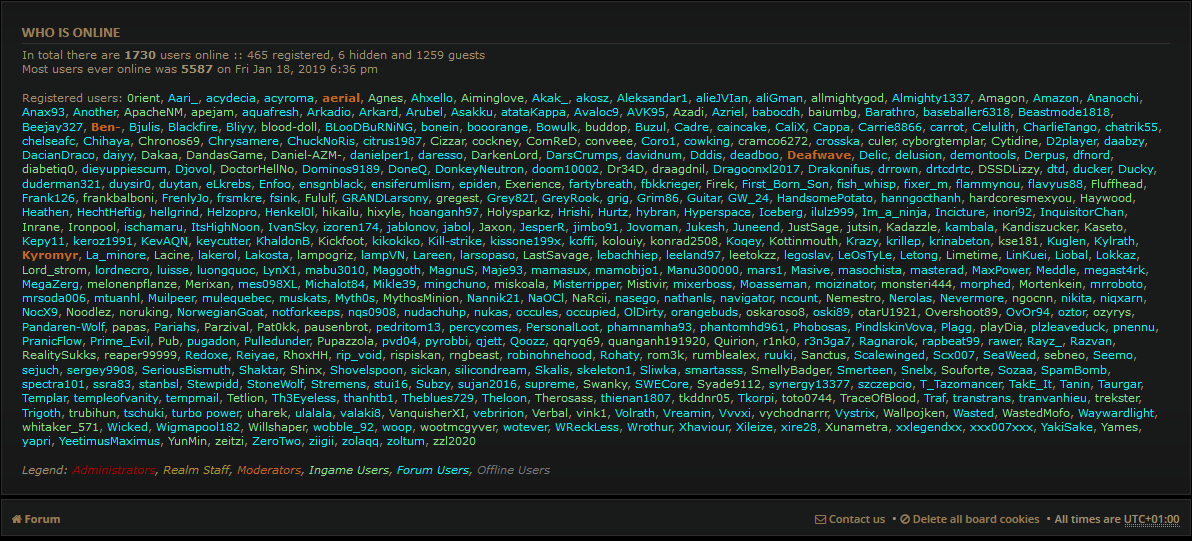 WHO IS ONLINE
In total there are 1730 users online :: 465 registered, 6 hidden and 1259 guests
Most users ever online was 5587 on Fri Jan 18, 2019 6:36 pm
Registered users: 0rient, Aari_, acydecia, acyroma, aerial, Agnes, Ahxello, Aiminglove, Akak_, akosz, Aleksandar1, alieJVIan, aliGman, allmightygod, Almighty1337, Amagon, Amazon, Ananochi,
Anax93, Another, ApacheNM, apejam, aquafresh, Arkadio, Arkard, Arubel, Asakku, atataKappa, Avaloc9, AVK95, Azadi, Azriel, babocdh, baiumbg, Barathro, baseballer6318, Beastmode1818,
Beejay327, Ben-, Bjulis, Blackfire, Bliyy, blood-doll, BLooDBuRNiNG, bonein, booorange, Bowulk, buddop, Buzul, Cadre, caincake, CaliX, Cappa, Carrie8866, carrot, Celulith, CharlieTango, chatrik55,
chelseafc, Chihaya, Chronos69, Chrysamere, ChuckNoRis, citrus1987, Cizzar, cockney, ComReD, conveee, Coro1, cowking, cramco6272, crosska, culer, cyborgtemplar, Cytidine, D2player, daabzy,
DacianDraco, daiyy, Dakaa, DandasGame, Daniel-AZM-, danielper1, daresso, DarkenLord, DarsCrumps, davidnum, Dddis, deadboo, Deafwave, Delic, delusion, demontools, Derpus, dfnord,
diabetiq0, dieyuppiescum, Djovol, DoctorHellNo, Dominos9189, DoneQ, DonkeyNeutron, doom10002, Dr34D, draagdnil, Dragoonxl2017, Drakonifus, drrown, drtcdrtc, DSSDLizzy, dtd, ducker, Ducky,
duderman321, duysir0, duytan, eLkrebs, Enfoo, ensgnblack, ensiferumlism, epiden, Exerience, fartybreath, fbkkrieger, Firek, First_Born_Son, fish_whisp, fixer_m, flammynou, flavyus88, Fluffhead,
Frank126, frankbalboni, FrenlyJo, frsmkre, fsink, Fululf, GRANDLarsony, gregest, Grey82I, GreyRook, grig, Grim86, Guitar, GW_24, HandsomePotato, hanngocthanh, hardcoresmexyou, Haywood,
Heathen, HechtHeftig, hellgrind, Helzopro, Henkel0l, hikailu, hixyle, hoanganh97, Holysparkz, Hrishi, Hurtz, hybran, Hyperspace, Iceberg, ilulz999, Im_a_ninja, Incicture, inori92, InquisitorChan,
Inrane, Ironpool, ischamaru, ItsHighNoon, IvanSky, izoren174, jablonov, jabol, Jaxon, JesperR, jimbo91, Jovoman, Jukesh, Juneend, JustSage, jutsin, Kadazzle, kambala, Kandiszucker, Kaseto,
Kepy11, keroz1991, KevAQN, keycutter, KhaldonB, Kickfoot, kikokiko, Kill-strike, kissone199x, koffi, kolouiy, konrad2508, Koqey, Kottinmouth, Krazy, krillep, krinabeton, kse181, Kuglen, Kylrath,
Kyromyr, La_minore, Lacine, lakerol, Lakosta, lampogriz, lampVN, Lareen, larsopaso, LastSavage, lebachhiep, leeland97, leetokzz, legoslav, LeOsTyLe, Letong, Limetime, LinKuei, Liobal, Lokkaz,
Lord_strom, lordnecro, luisse, luongquoc, LynX1, mabu3010, Maggoth, MagnuS, Maje93, mamasux, mamobijo1, Manu300000, mars1, Masive, masochista, masterad, MaxPower, Meddle, megast4rk,
MegaZerg, melonenpflanze, Merixan, mes098XL, Michalot84, Mikle39, mingchuno, miskoala, Misterripper, Mistivir, mixerboss, Moasseman, moizinator, monsteri444, morphed, Mortenkein, mrroboto,
mrsoda006, mtuanhl, Muilpeer, mulequebec, muskats, Myth0s, MythosMinion, Nannik21, NaOCl, NaRcii, nasego, nathanls, navigator, ncount, Nemestro, Nerolas, Nevermore, ngocnn, nikita, niqxarn,
NocX9, Noodlez, noruking, NorwegianGoat, notforkeeps, nqs0908, nudachuhp, nukas, occules, occupied, OlDirty, orangebuds, oskaroso8, oski89, otarU1921, Overshoot89, OvOr94, oztor, ozyrys,
Pandaren-Wolf, papas, Pariahs, Parzival, Pat0kk, pausenbrot, pedritom13, percycomes, PersonalLoot, phamnamha93, phantomhd961, Phobosas, PindlskinVova, Plagg, playDia, plzleaveduck, pnennu,
PranicFlow, Prime_Evil, Pub, pugadon, Pulledunder, Pupazzola, pvd04, pyrobbi, qjett, Qoozz, qqryq69, quanganh191920, Quirion, r1nk0, r3n3ga7, Ragnarok, rapbeat99, rawer, Rayz_, Razvan,
RealitySukks, reaper99999, Redoxe, Reiyae, RhoxHH, rip_void, rispiskan, rngbeast, robinohnehood, Rohaty, rom3k, rumblealex, ruuki, Sanctus, Scalewinged, Scx007, SeaWeed, sebneo, Seemo,
sejuch, sergey9908, SeriousBismuth, Shaktar, Shinx, Shovelspoon, sickan, silicondream, Skalis, skeleton1, Sliwka, smartasss, SmellyBadger, Smerteen, Snelx, Souforte, Sozaa, SpamBomb,
spectra101, ssra83, stanbsl, Stewpidd, StoneWolf, Stremens, stui16, Subzy, sujan2016, supreme, Swanky, SWECore, Syade9112, synergy13377, szczepcio, T_Tazomancer, TakE_It, Tanin, Taurgar,
Templar, templeofvanity, tempmail, Tetlion, Th3Eyeless, thanhtb1, Theblues729, Theloon, Therosass, thienan1807, tkddnr05, Tkorpi, toto0744, TraceOfBlood, Traf, transtrans, tranvanhieu, trekster,
Trigoth, trubihun, tschuki, turbo power, uharek, ulalala, valaki8, VanquisherXI, vebririon, Verbal, vink1, Volrath, Vreamin, Vvvxi, vychodnarrr, Vystrix, Wallpojken, Wasted, WastedMofo, Waywardlight,
whitaker_571, Wicked, Wigmapool182, Willshaper, wobble_92, woop, wootmcgyver, wotever, WReckLess, Wrothur, Xhaviour, Xileize, xire28, Xunametra, xxlegendxx, xxx007xxx, YakiSake, Yames,
yapri, YeetimusMaximus, YunMin, zeitzi, ZeroTwo, ziigii, zolaqq, zoltum, zzl2020
Legend: Administrators, Realm Staff, Moderators, Ingame Users, Forum Users, Offline Users
Forum
Contact us • Delete all board cookies • All times are UTC+01:00